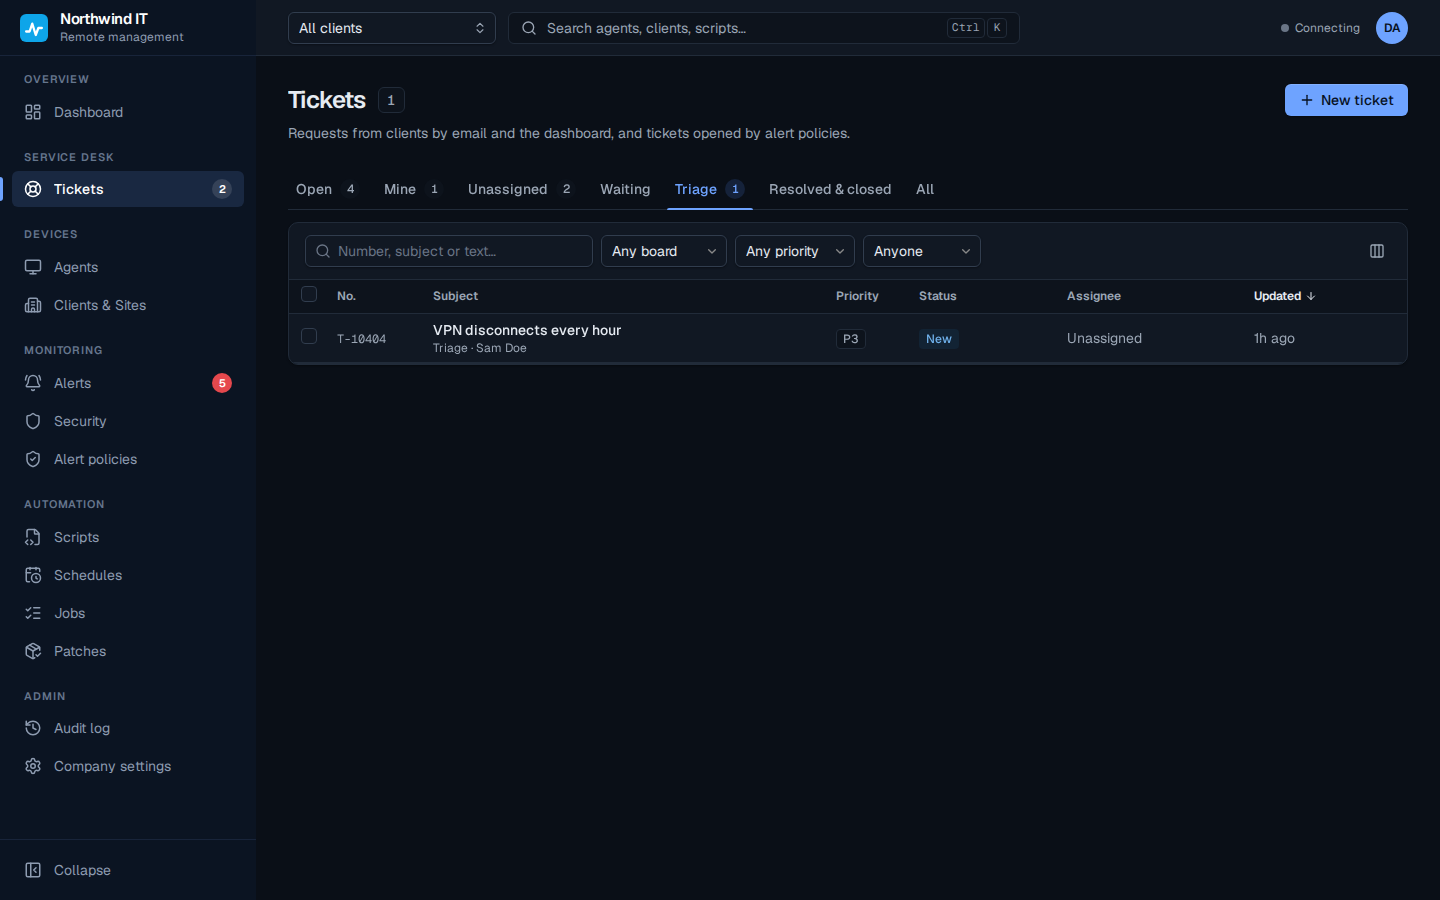 Northwind IT
Remote management
All clients
Search agents, clients, scripts...
Ctrl K
Connecting
DA
OVERVIEW
Dashboard
SERVICE DESK
Tickets 2
DEVICES
Agents
Clients & Sites
MONITORING
Alerts 5
Security
Alert policies
AUTOMATION
Scripts
Schedules
Jobs
Patches
ADMIN
Audit log
Company settings
Collapse
Tickets 1
New ticket
Requests from clients by email and the dashboard, and tickets opened by alert policies.
Open 4 Mine 1 Unassigned 2 Waiting Triage 1 Resolved & closed All
Number, subject or text... Any board Any priority Anyone
No. Subject Priority Status Assignee Updated
T-10404 VPN disconnects every hour P3 New Unassigned 1h ago
Triage · Sam Doe